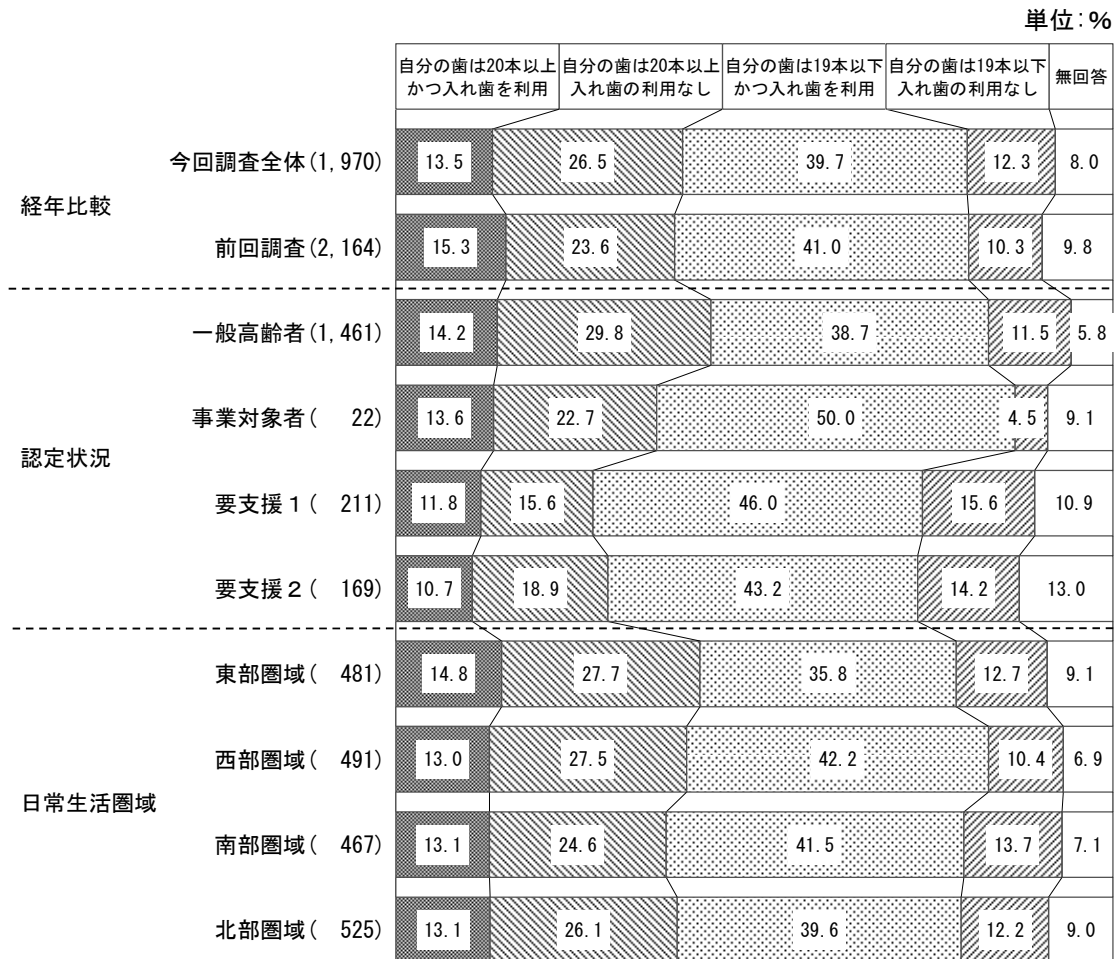 単位:%
自分の歯は20本以上かつ入れ歯を利用
自分の歯は20本以上入れ歯の利用なし
自分の歯は19本以下かつ入れ歯を利用
自分の歯は19本以下入れ歯の利用なし
無回答
経年比較
今回調査全体(1,970) 13.5 26.5 39.7 12.3 8.0
前回調査(2,164) 15.3 23.6 41.0 10.3 9.8
認定状況
一般高齢者(1,461) 14.2 29.8 38.7 11.5 5.8
事業対象者( 22) 13.6 22.7 50.0 4.5 9.1
要支援1( 211) 11.8 15.6 46.0 15.6 10.9
要支援2( 169) 10.7 18.9 43.2 14.2 13.0
日常生活圏域
東部圏域( 481) 14.8 27.7 35.8 12.7 9.1
西部圏域( 491) 13.0 27.5 42.2 10.4 6.9
南部圏域( 467) 13.1 24.6 41.5 13.7 7.1
北部圏域( 525) 13.1 26.1 39.6 12.2 9.0